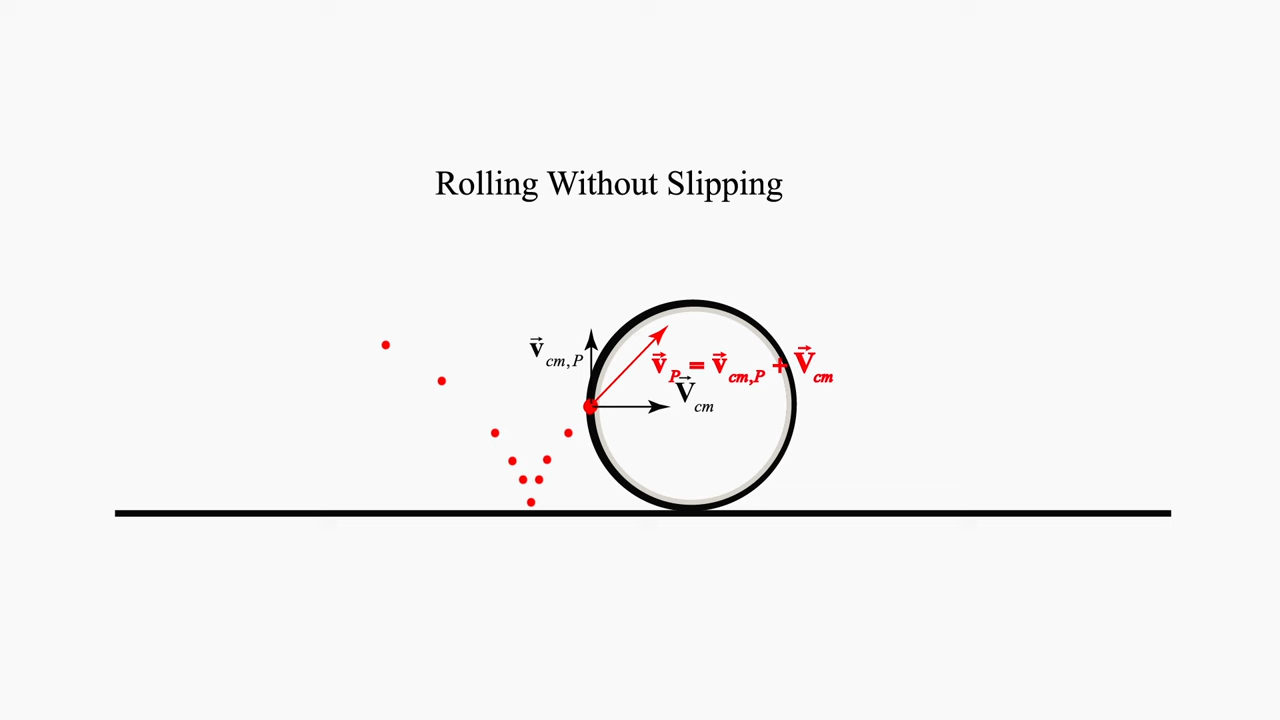 Rolling Without Slipping
v⃗ cm,P
v⃗ P = v⃗ cm,P + V⃗ cm
V⃗ cm